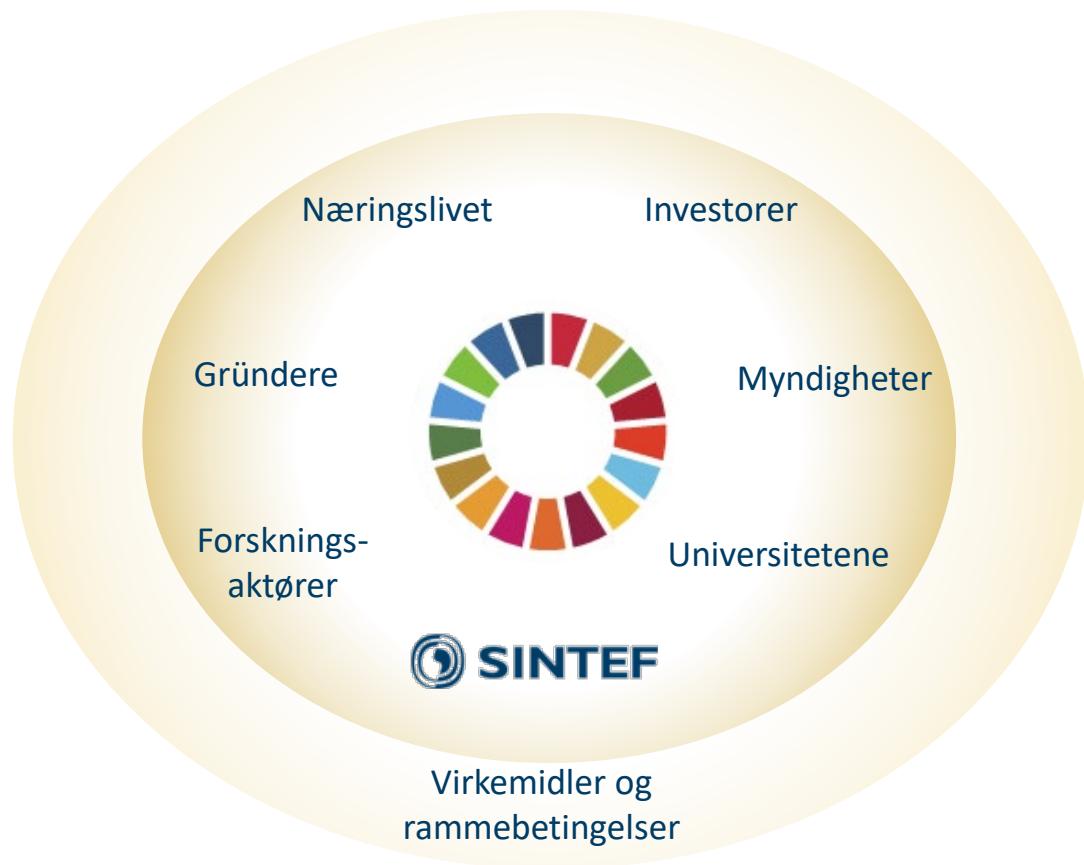 Næringslivet
Investorer
Gründere
Myndigheter
Forsknings-
aktører
Universitetene
SINTEF
Virkemidler og
rammebetingelser